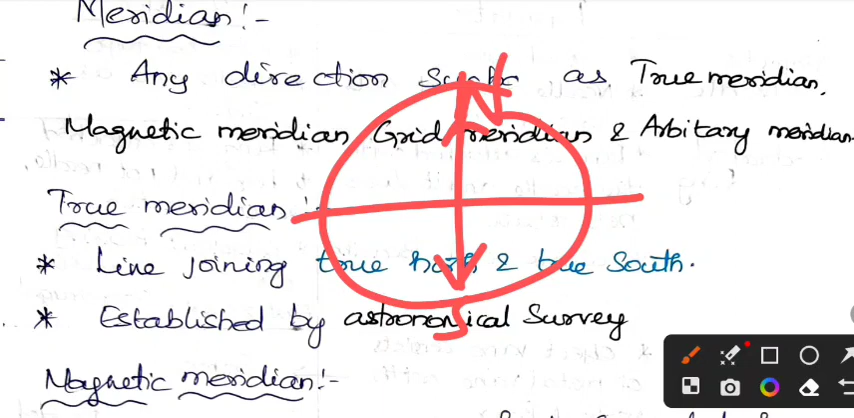 Meridian:-
* Any direction such as True meridian,
Magnetic meridian, Grid meridian & Arbitary meridian
True meridian:-
* Line joining true north & true South.
* Established by astronomical Survey
Magnetic meridian:-
N
S